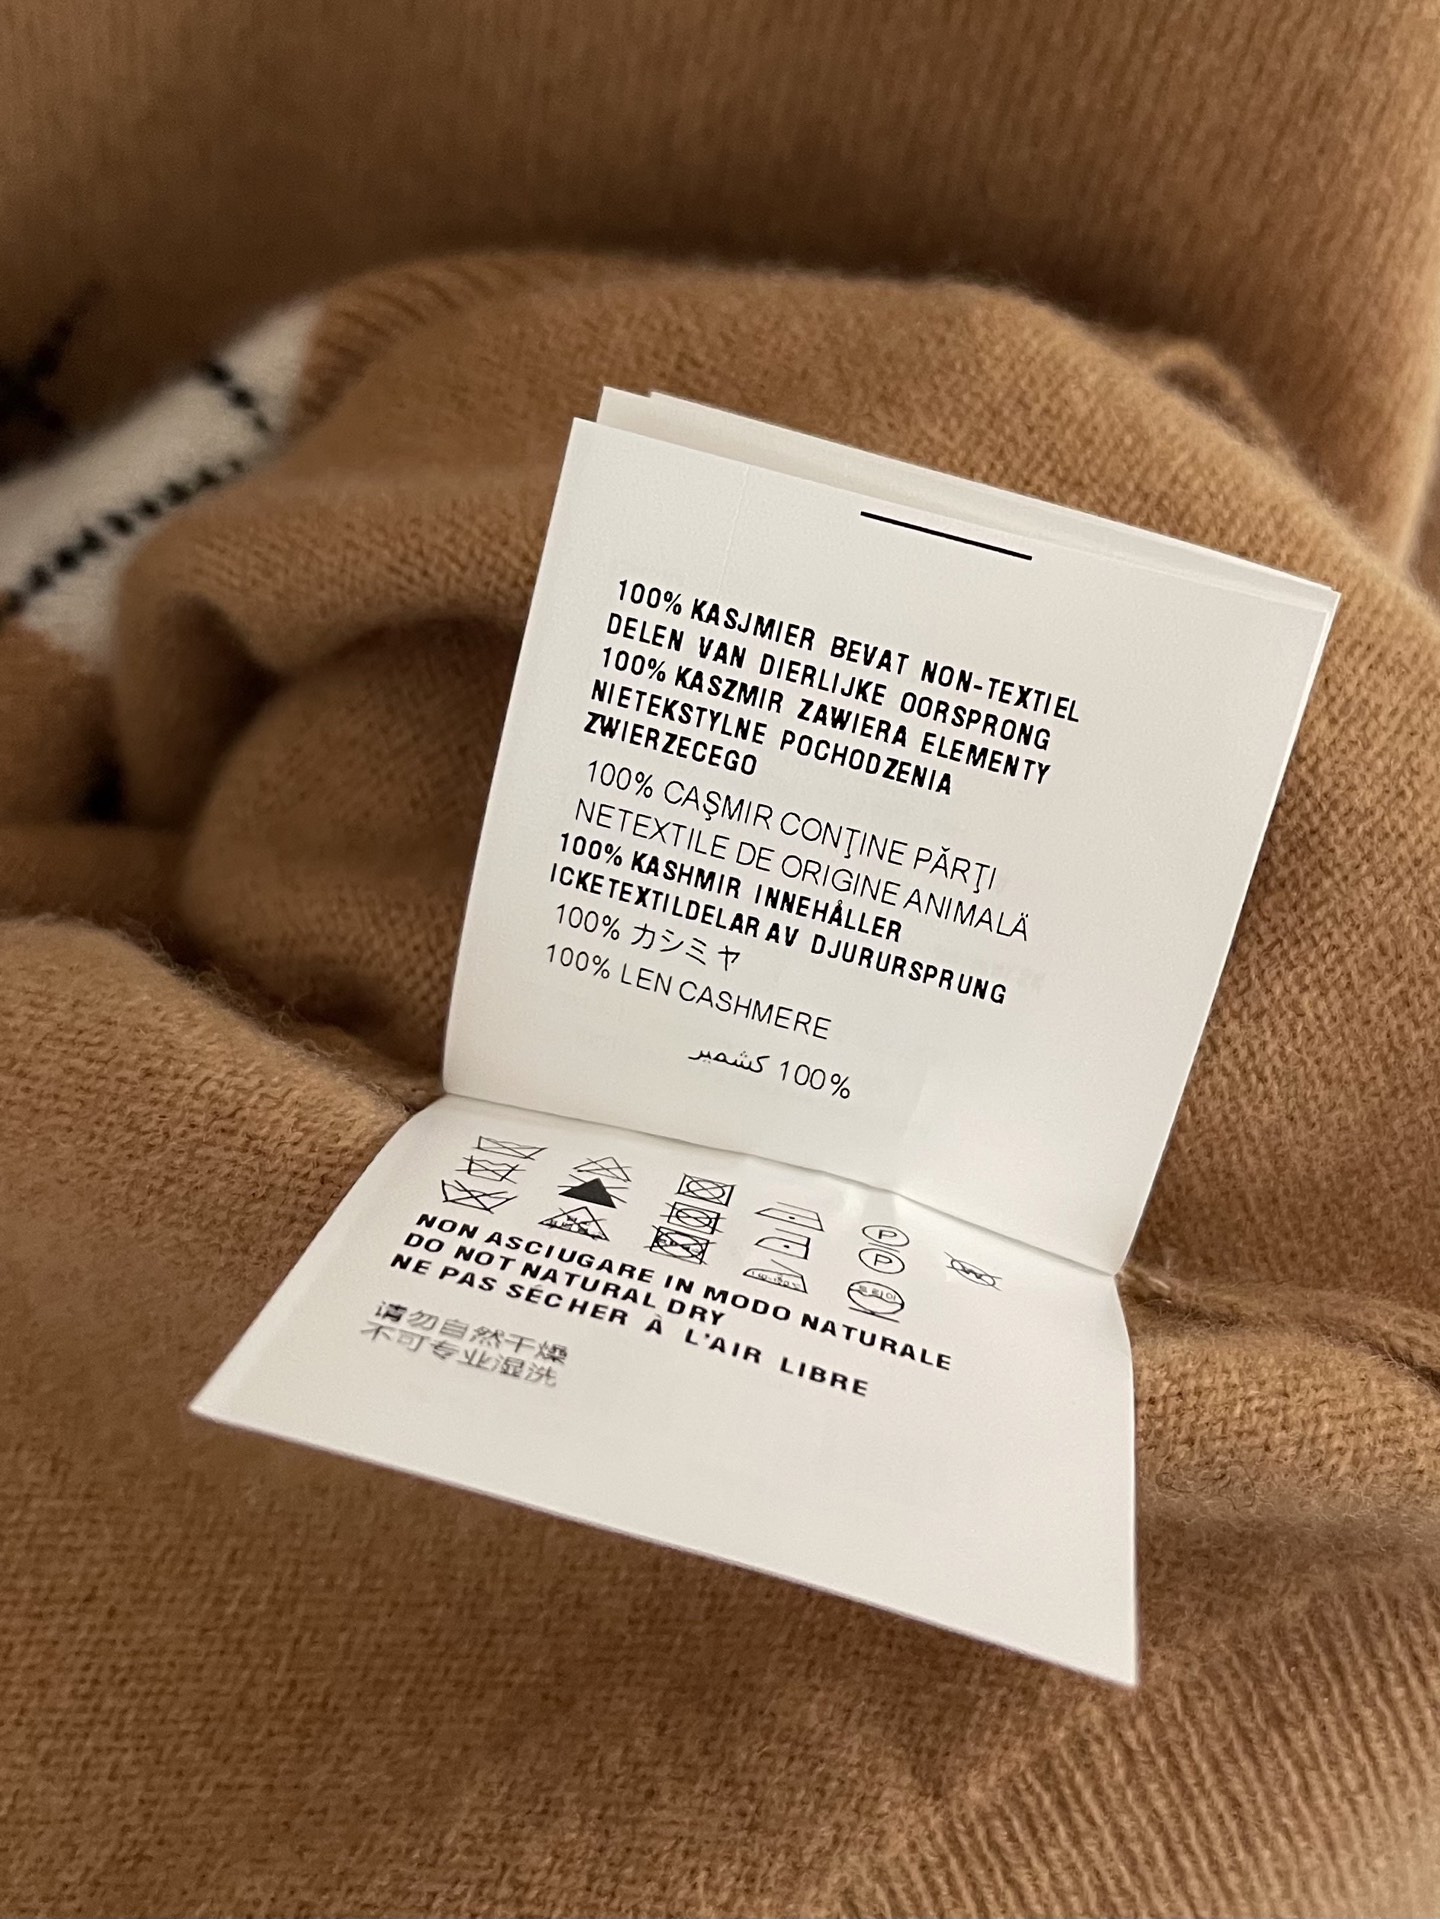 100% KASJMIER BEVAT NON-TEXTIEL
DELEN VAN DIERLIJKE OORSPRONG
100% KASZMIR ZAWIERA ELEMENTY
NIETEKSTYLNE POCHODZENIA
ZWIERZECEGO
100% CAŞMIR CONŢINE PĂRŢI
NETEXTILE DE ORIGINE ANIMALĂ
100% KASHMIR INNEHÅLLER
ICKETEXTILDELAR AV DJURURSPRUNG
100% カシミヤ
100% LEN CASHMERE
100% كشمير
P
P
드라이
NON ASCIUGARE IN MODO NATURALE
DO NOT NATURAL DRY
NE PAS SÉCHER À L'AIR LIBRE
请勿自然干燥
不可专业湿洗